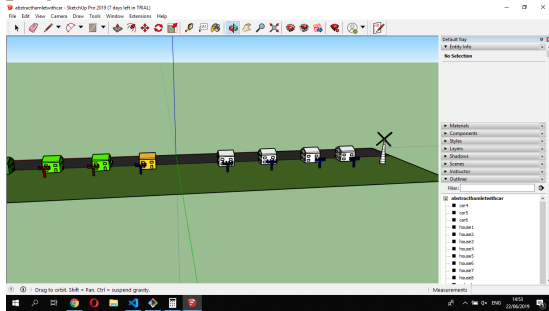 abstracthamletwithcar - SketchUp Pro 2019 (7 days left in TRIAL)
File Edit View Camera Draw Tools Window Extensions Help
Default Tray
Entity Info
No Selection
Materials
Components
Styles
Layers
Shadows
Scenes
Instructor
Outliner
Filter:
abstracthamletwithcar
car4
car5
car6
house1
house2
house3
house4
house5
house6
house7
house8
Drag to orbit. Shift = Pan, Ctrl = suspend gravity.
Measurements
ENG
14:53
22/06/2019